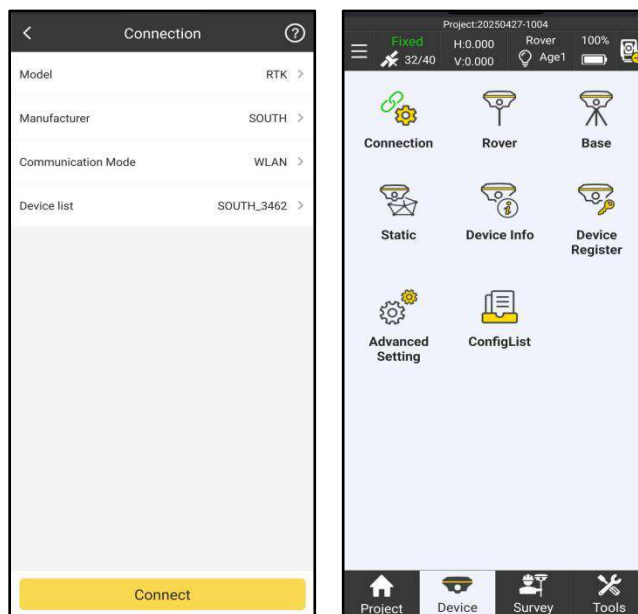 Connection
Model RTK
Manufacturer SOUTH
Communication Mode WLAN
Device list SOUTH_3462
Connect
Project:20250427-1004
Fixed H:0.000 Rover 100%
32/40 V:0.000 Age1
Connection Rover Base
Static Device Info Device
Register
Advanced ConfigList
Setting
Project Device Survey Tools